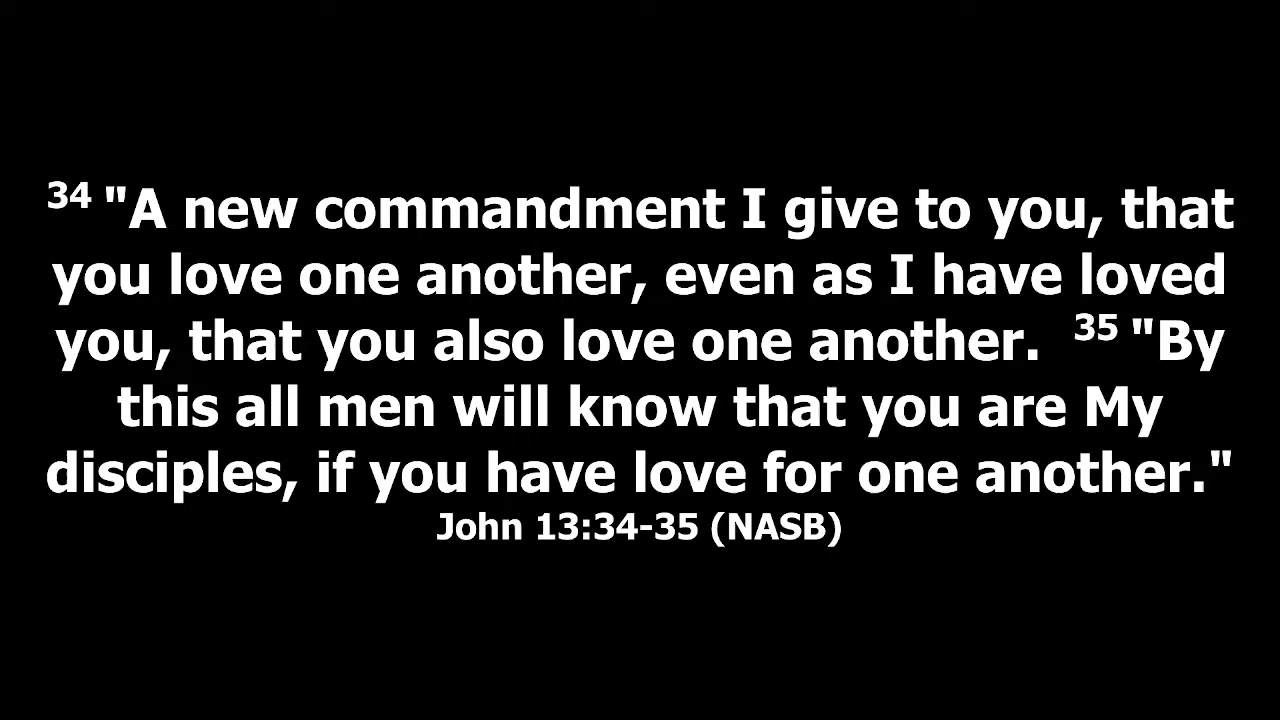 34 "A new commandment I give to you, that
you love one another, even as I have loved
you, that you also love one another.  35 "By
this all men will know that you are My
disciples, if you have love for one another."
John 13:34-35 (NASB)